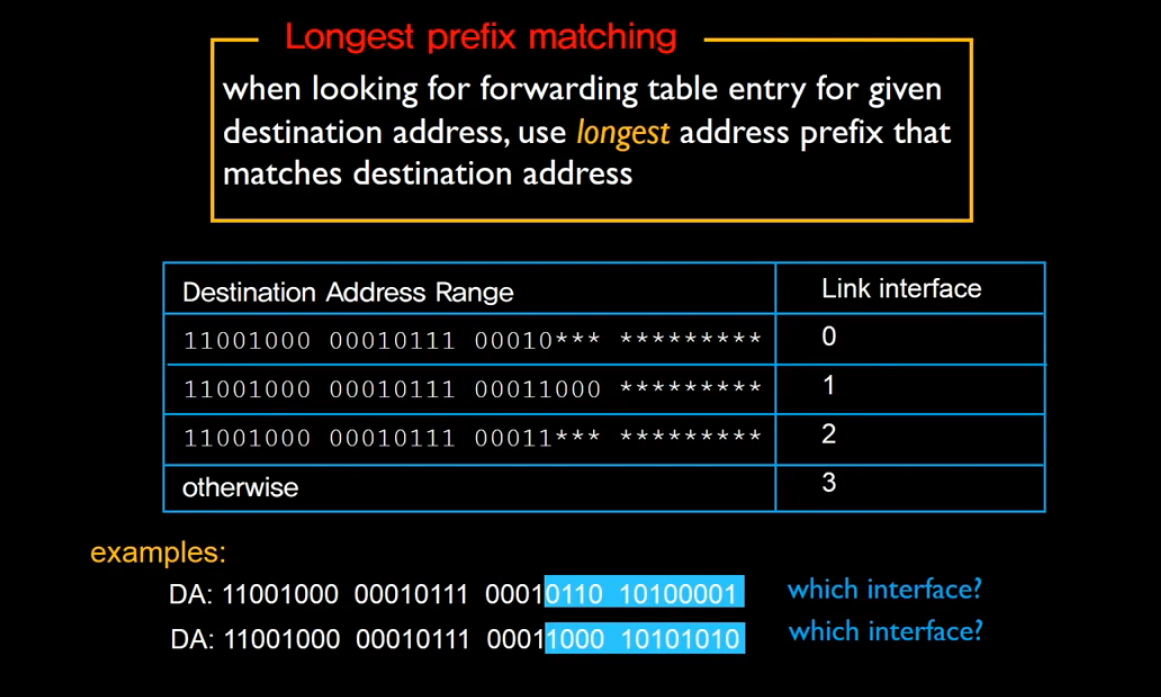 Longest prefix matching
when looking for forwarding table entry for given
destination address, use longest address prefix that
matches destination address
Destination Address Range Link interface
11001000 00010111 00010*** ********* 0
11001000 00010111 00011000 ********* 1
11001000 00010111 00011*** ********* 2
otherwise 3
examples:
DA: 11001000 00010111 00010110 10100001 which interface?
DA: 11001000 00010111 00011000 10101010 which interface?